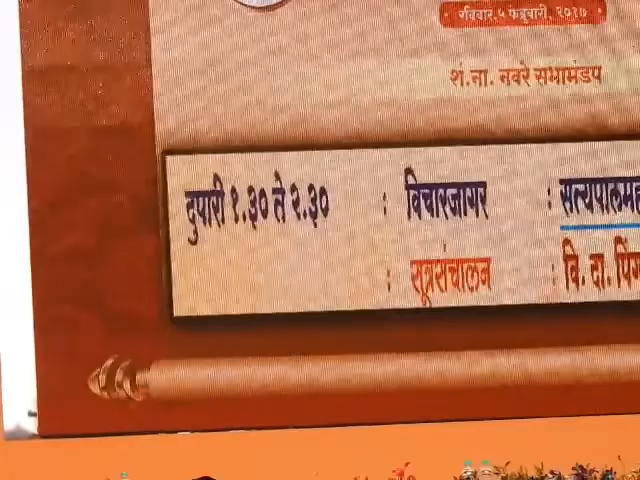 रविवार, ५ फेब्रुवारी, २०१७
शं.ना. नवरे सभामंडप
दुपारी १.३० ते २.३० : विचारजागर :
: सूत्रसंचालन : वि. दा.